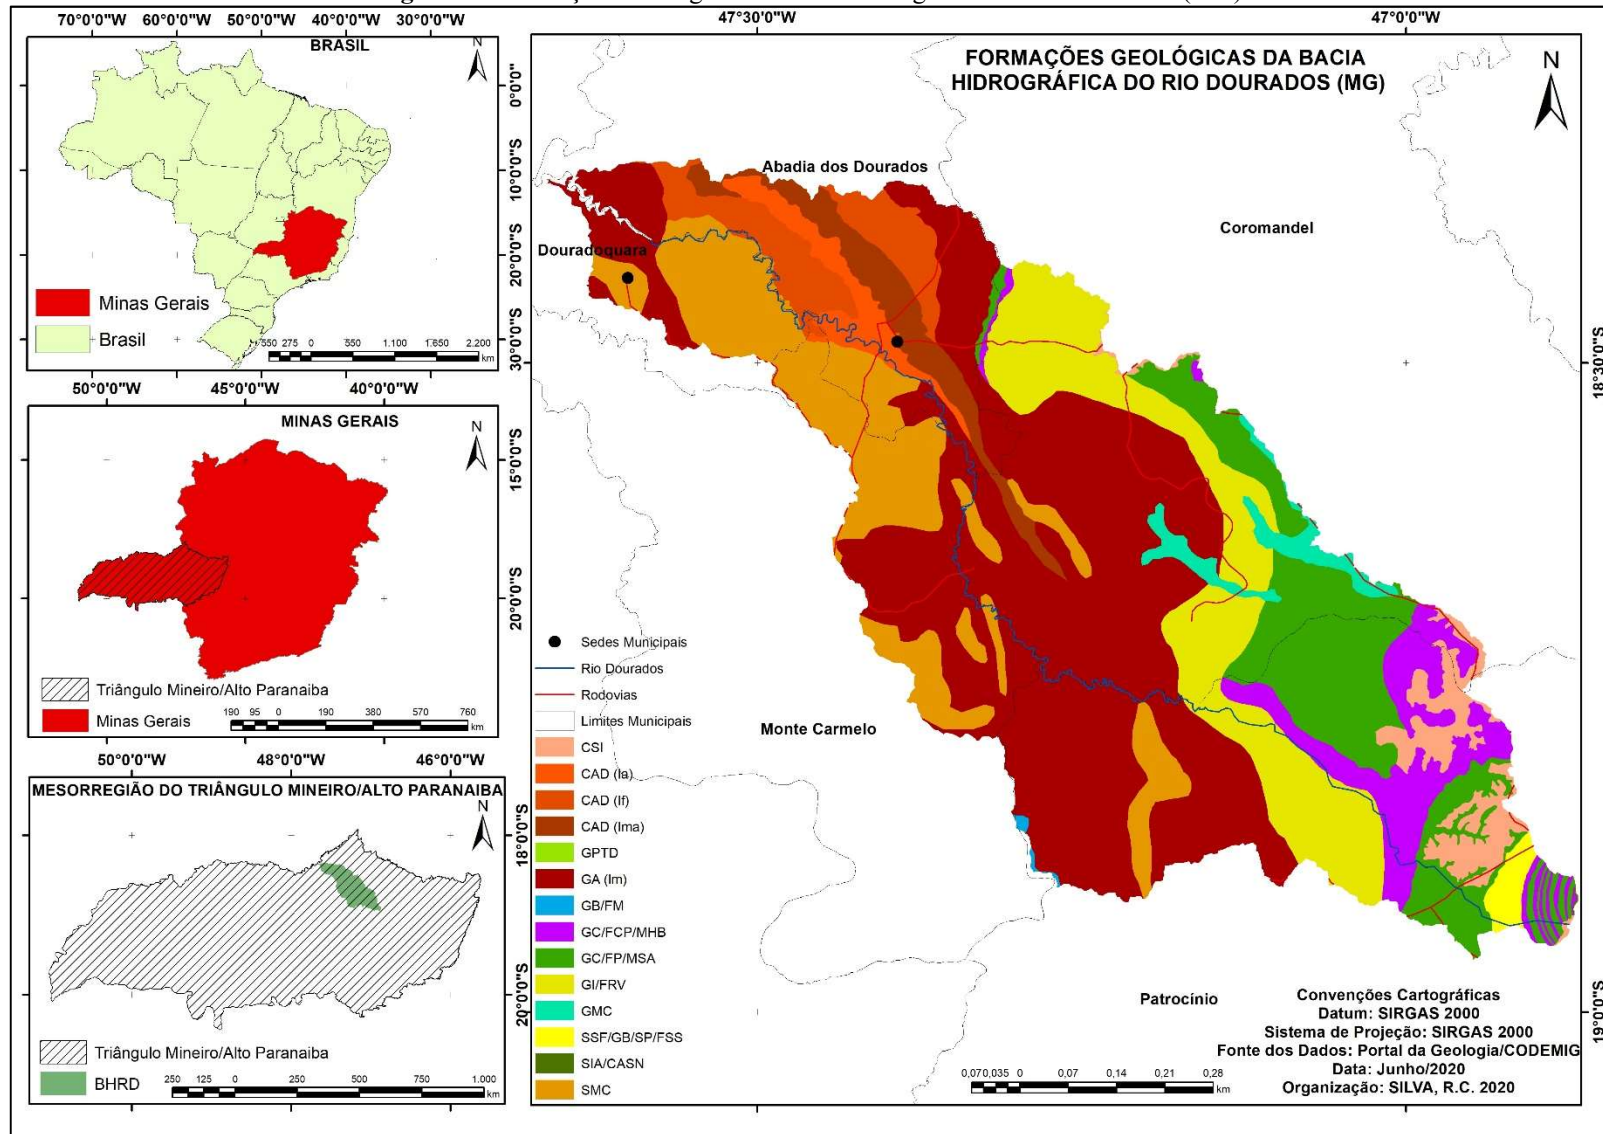 70°0'0"W 60°0'0"W 50°0'0"W 40°0'0"W 30°0'0"W
BRASIL
N
0°0'0"
10°0'0"S
20°0'0"S
30°0'0"S
Minas Gerais
Brasil
550 275 0 550 1.100 1.650 2.200
km
50°0'0"W 45°0'0"W 40°0'0"W
MINAS GERAIS
N
15°0'0"S
20°0'0"S
Triângulo Mineiro/Alto Paranaiba
Minas Gerais
190 95 0 190 380 570 760
km
50°0'0"W 48°0'0"W 46°0'0"W
MESORREGIÃO DO TRIÂNGULO MINEIRO/ALTO PARANAIBA
N
18°0'0"S
20°0'0"S
Triângulo Mineiro/Alto Paranaiba
BHRD
250 125 0 250 500 750 1.000
km
47°30'0"W 47°0'0"W
FORMAÇÕES GEOLÓGICAS DA BACIA
HIDROGRÁFICA DO RIO DOURADOS (MG)
N
Abadia dos Dourados
Coromandel
Douradoquara
18°30'0"S
Monte Carmelo
Patrocínio
19°0'0"S
Sedes Municipais
Rio Dourados
Rodovias
Limites Municipais
CSI
CAD (Ia)
CAD (If)
CAD (Ima)
GPTD
GA (Im)
GB/FM
GC/FCP/MHB
GC/FP/MSA
GI/FRV
GMC
SSF/GB/SP/FSS
SIA/CASN
SMC
0,070,035 0 0,07 0,14 0,21 0,28
km
Convenções Cartográficas
Datum: SIRGAS 2000
Sistema de Projeção: SIRGAS 2000
Fonte dos Dados: Portal da Geologia/CODEMIG
Data: Junho/2020
Organização: SILVA, R.C. 2020